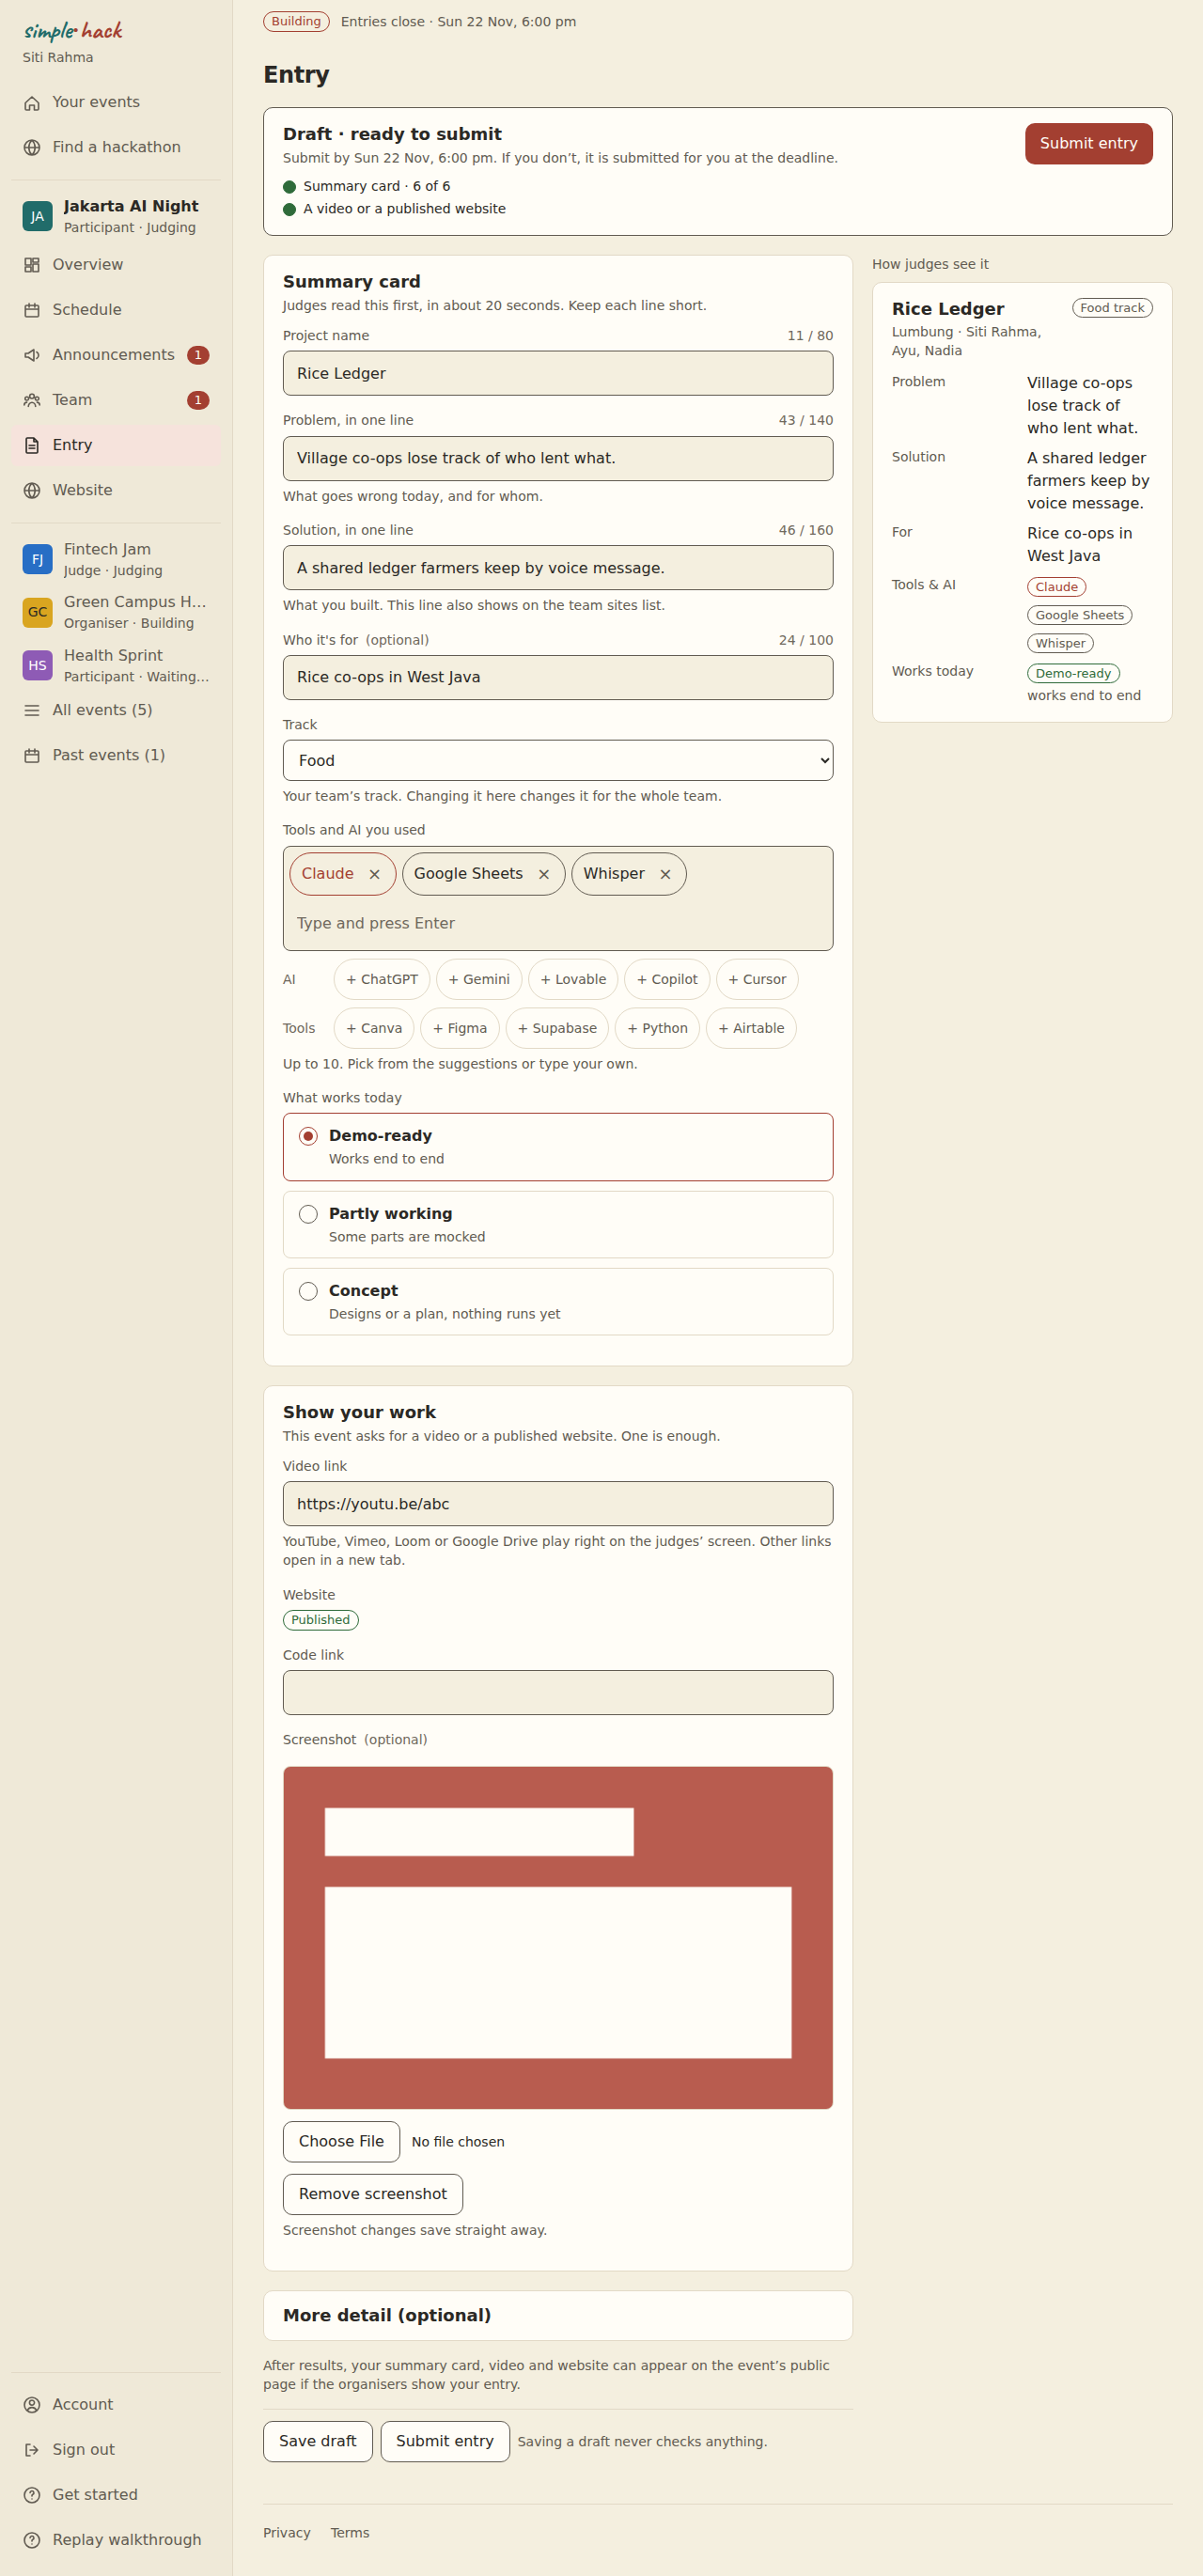 simple·hack
Siti Rahma
Your events
Find a hackathon
JA
Jakarta AI Night
Participant · Judging
Overview
Schedule
Announcements 1
Team 1
Entry
Website
FJ
Fintech Jam
Judge · Judging
GC
Green Campus H…
Organiser · Building
HS
Health Sprint
Participant · Waiting…
All events (5)
Past events (1)
Account
Sign out
Get started
Replay walkthrough
Building Entries close · Sun 22 Nov, 6:00 pm
Entry
Draft · ready to submit
Submit by Sun 22 Nov, 6:00 pm. If you don’t, it is submitted for you at the deadline.
Summary card · 6 of 6
A video or a published website
Submit entry
Summary card
Judges read this first, in about 20 seconds. Keep each line short.
Project name 11 / 80
Rice Ledger
Problem, in one line 43 / 140
Village co-ops lose track of who lent what.
What goes wrong today, and for whom.
Solution, in one line 46 / 160
A shared ledger farmers keep by voice message.
What you built. This line also shows on the team sites list.
Who it's for (optional) 24 / 100
Rice co-ops in West Java
Track
Food
Your team’s track. Changing it here changes it for the whole team.
Tools and AI you used
Claude × Google Sheets × Whisper ×
Type and press Enter
AI + ChatGPT + Gemini + Lovable + Copilot + Cursor
Tools + Canva + Figma + Supabase + Python + Airtable
Up to 10. Pick from the suggestions or type your own.
What works today
Demo-ready
Works end to end
Partly working
Some parts are mocked
Concept
Designs or a plan, nothing runs yet
Show your work
This event asks for a video or a published website. One is enough.
Video link
https://youtu.be/abc
YouTube, Vimeo, Loom or Google Drive play right on the judges’ screen. Other links
open in a new tab.
Website
Published
Code link
Screenshot (optional)
Choose File No file chosen
Remove screenshot
Screenshot changes save straight away.
More detail (optional)
After results, your summary card, video and website can appear on the event’s public
page if the organisers show your entry.
Save draft Submit entry Saving a draft never checks anything.
How judges see it
Rice Ledger Food track
Lumbung · Siti Rahma,
Ayu, Nadia
Problem Village co-ops
lose track of
who lent what.
Solution A shared ledger
farmers keep by
voice message.
For Rice co-ops in
West Java
Tools & AI Claude
Google Sheets
Whisper
Works today Demo-ready
works end to end
Privacy Terms